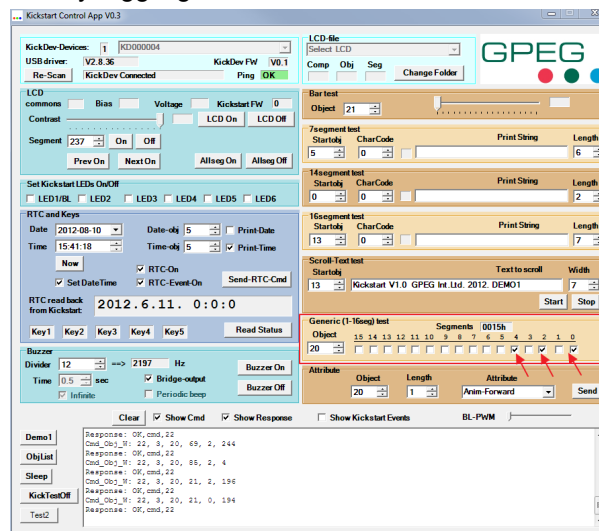 Kickstart Control App V0.3
KickDev-Devices: 1 KD000004
USB driver: V2.8.36 KickDev FW V0.1
Re-Scan KickDev Connected Ping OK
LCD-file
Select LCD
Comp Obj Seg
Change Folder
GPEG
LCD
commons Bias Voltage Kickstart FW 0
Contrast LCD On LCD Off
Segment 237 On Off
Prev On Next On Allseg On Allseg Off
Set Kickstart LEDs On/Off
LED1/BL LED2 LED3 LED4 LED5 LED6
RTC and Keys
Date 2012-08-10 Date-obj 5 Print-Date
Time 15:41:18 Time-obj 5 Print-Time
Now RTC-On
Set DateTime RTC-Event-On Send-RTC-Cmd
RTC read back
from Kickstart: 2012.6.11. 0:0:0
Key1 Key2 Key3 Key4 Key5 Read Status
Buzzer
Divider 12 ==> 2197 Hz Buzzer On
Time 0.5 sec Bridge-output Buzzer Off
Infinite Periodic beep
Bar test
Object 21
7segment test
Startobj CharCode Print String Length
5 0 6
14segment test
Startobj CharCode Print String Length
0 0 2
16segment test
Startobj CharCode Print String Length
13 0 7
Scroll-Text test
Startobj Text to scroll Width
13 Kickstart V1.0 GPEG Int.Ltd. 2012. DEMO1 7
Start Stop
Generic (1-16seg) test
Segments 0015h
Object 15 14 13 12 11 10 9 8 7 6 5 4 3 2 1 0
20
Attribute
Object Length Attribute
20 1 Anim-Forward Send
Clear Show Cmd Show Response Show Kickstart Events BL-PWM
Demo1
ObjList
Sleep
KickTestOff
Test2
Response: OK,cmd,22
Cmd_Obj_W: 22, 3, 20, 69, 2, 244
Response: OK,cmd,22
Cmd_Obj_W: 22, 3, 20, 85, 2, 4
Response: OK,cmd,22
Cmd_Obj_W: 22, 3, 20, 21, 2, 196
Response: OK,cmd,22
Cmd_Obj_W: 22, 3, 20, 21, 0, 194
Response: OK,cmd,22